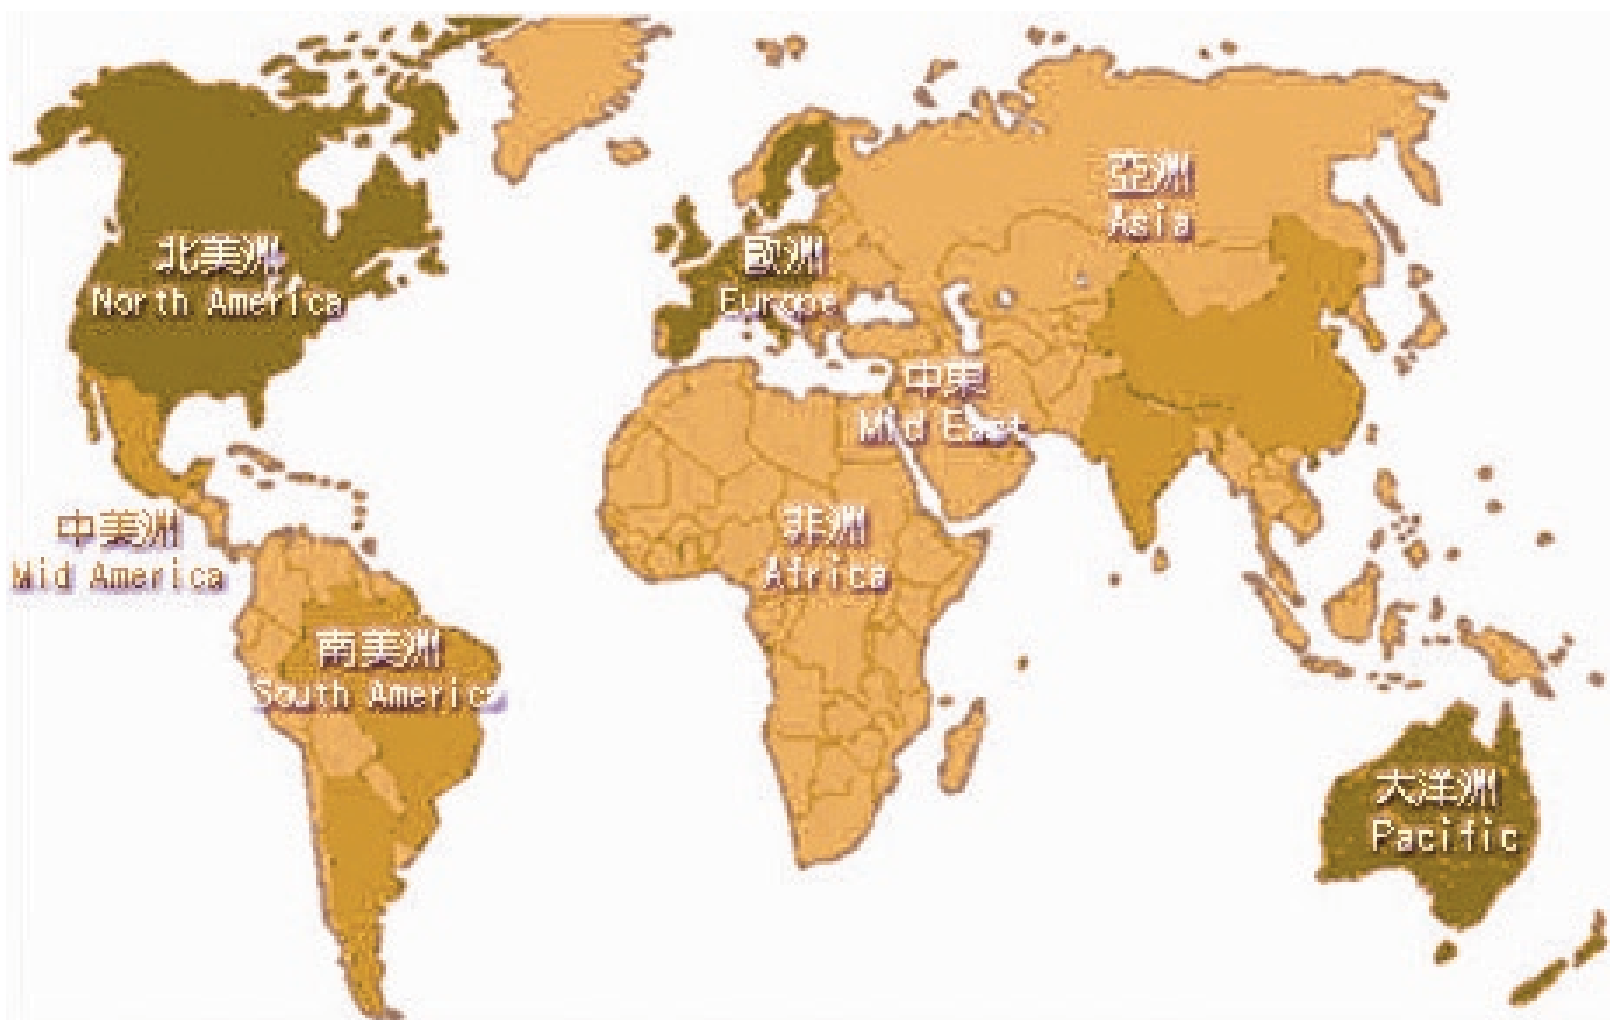 亞洲
Asia
北美洲
North America
歐洲
Europe
中東
Mid East
中美洲
Mid America
非洲
Africa
南美洲
South America
大洋洲
Pacific